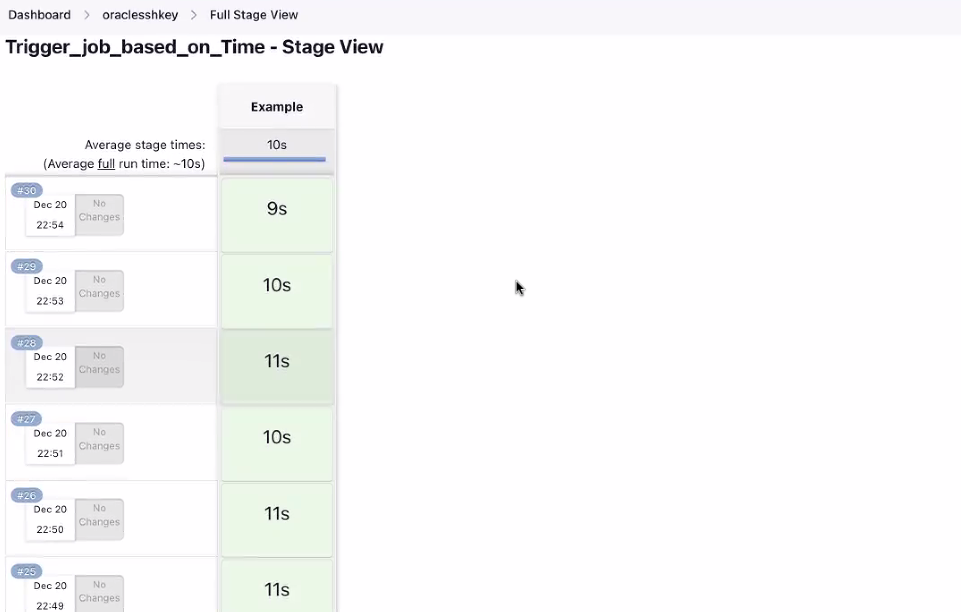 Dashboard > oraclesshkey > Full Stage View
Trigger_job_based_on_Time - Stage View
Example
Average stage times:
10s
(Average full run time: ~10s)
#30
Dec 20
22:54
No
Changes
9s
#29
Dec 20
22:53
No
Changes
10s
#28
Dec 20
22:52
No
Changes
11s
#27
Dec 20
22:51
No
Changes
10s
#26
Dec 20
22:50
No
Changes
11s
#25
Dec 20
22:49
No
Changes
11s